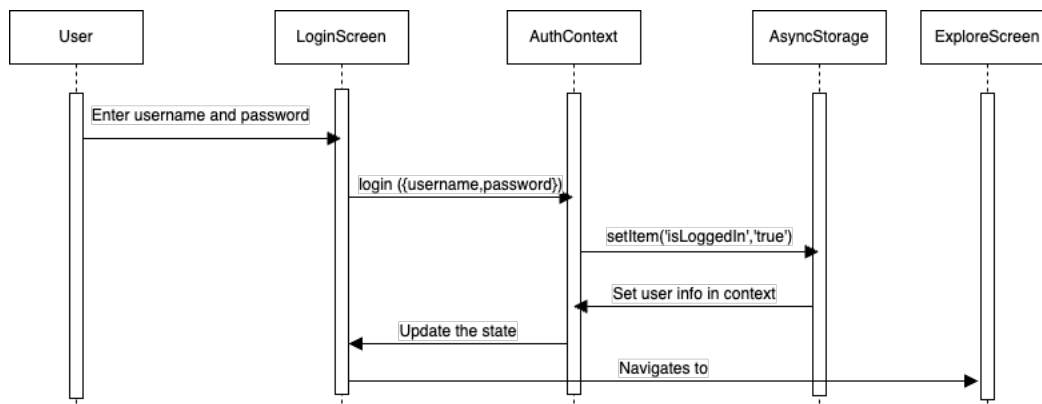 User
LoginScreen
AuthContext
AsyncStorage
ExploreScreen
Enter username and password
login ({username,password})
setItem('isLoggedIn','true')
Set user info in context
Update the state
Navigates to